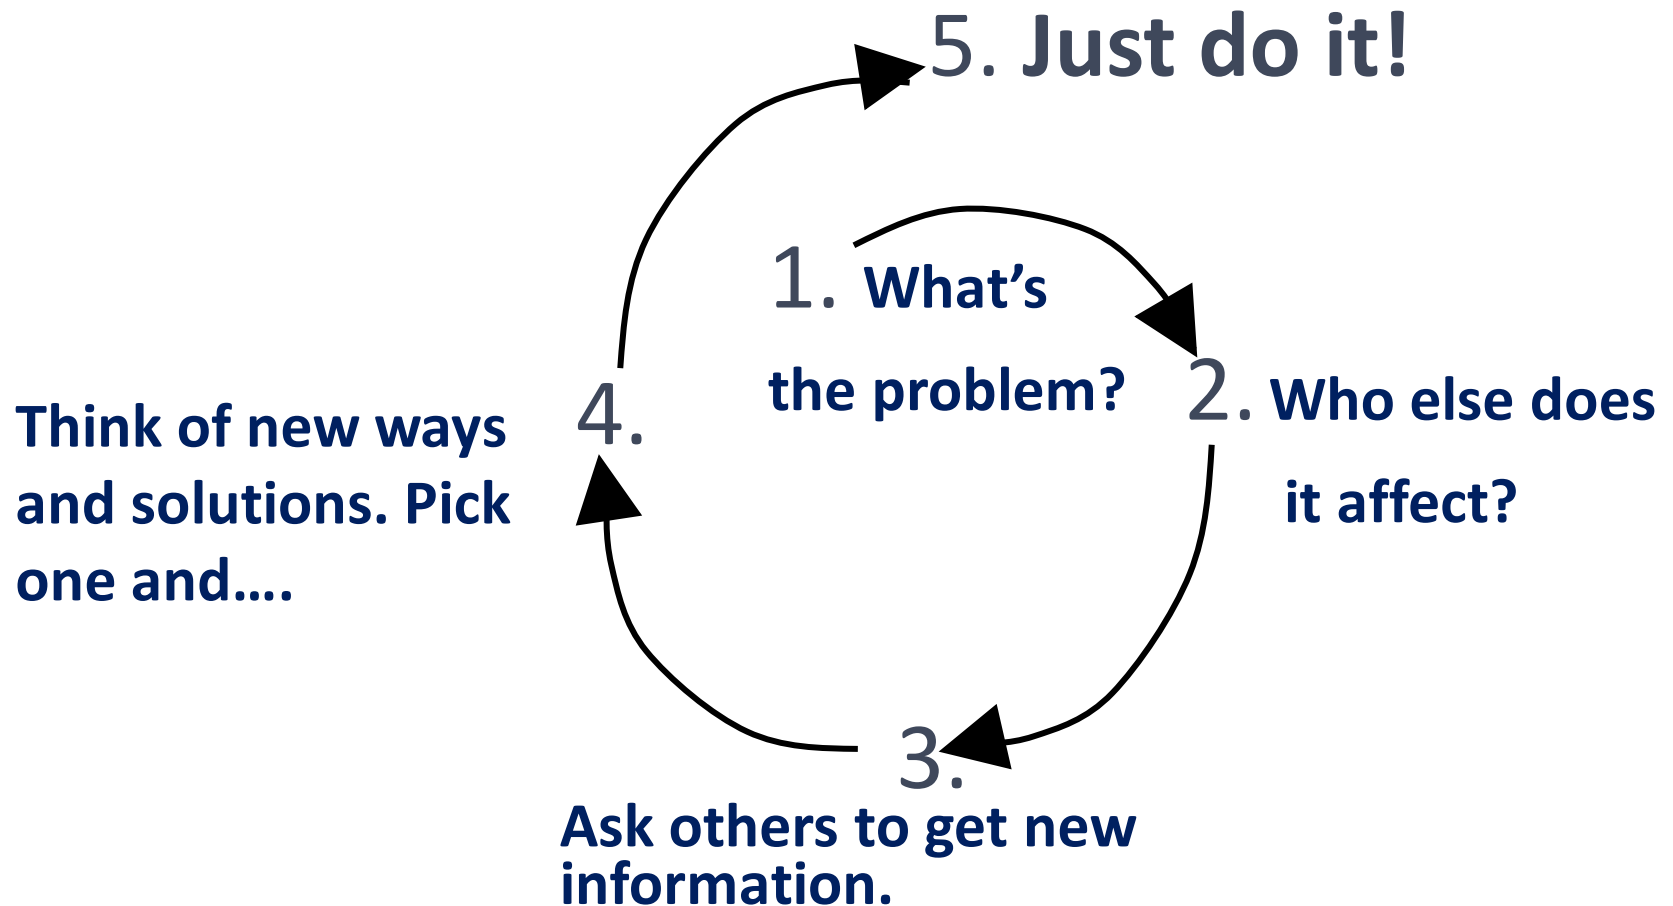 5. Just do it!
1. What’s
the problem?
2. Who else does
it affect?
3.
Ask others to get new
information.
4.
Think of new ways
and solutions. Pick
one and….